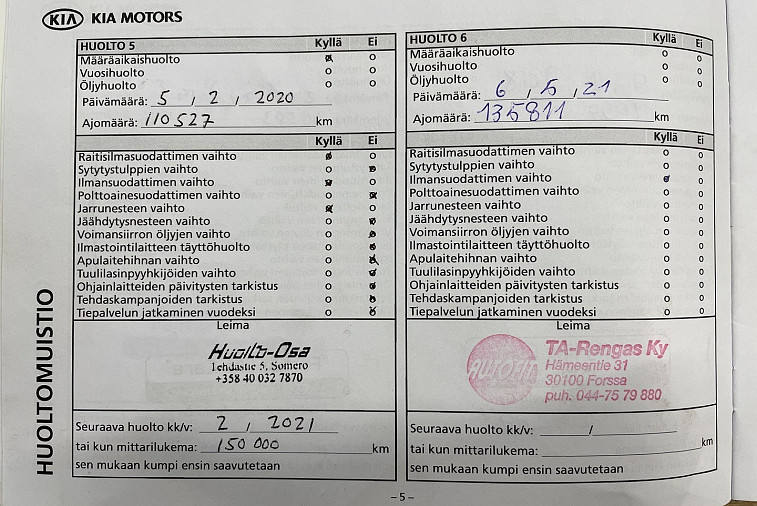 KIA KIA MOTORS
HUOLTO 5 Kyllä Ei
Määräaikaishuolto
Vuosihuolto
Öljyhuolto
Päivämäärä: 5 / 2 / 2020
Ajomäärä: 110527 km
Kyllä Ei
Raitisilmasuodattimen vaihto
Sytytystulppien vaihto
Ilmansuodattimen vaihto
Polttoainesuodattimen vaihto
Jarrunesteen vaihto
Jäähdytysnesteen vaihto
Voimansiirron öljyjen vaihto
Ilmastointilaitteen täyttöhuolto
Apulaitehihnan vaihto
Tuulilasinpyyhkijöiden vaihto
Ohjainlaitteiden päivitysten tarkistus
Tehdaskampanjoiden tarkistus
Tiepalvelun jatkaminen vuodeksi
Leima
Huolto-Osa
Tehdastie 5, Somero
+358 40 032 7870
Seuraava huolto kk/v: 2 / 2021
tai kun mittarilukema: 150 000 km
sen mukaan kumpi ensin saavutetaan
HUOLTO 6 Kyllä Ei
Määräaikaishuolto
Vuosihuolto
Öljyhuolto
Päivämäärä: 6 / 5 / 21
Ajomäärä: 135811 km
Kyllä Ei
Raitisilmasuodattimen vaihto
Sytytystulppien vaihto
Ilmansuodattimen vaihto
Polttoainesuodattimen vaihto
Jarrunesteen vaihto
Jäähdytysnesteen vaihto
Voimansiirron öljyjen vaihto
Ilmastointilaitteen täyttöhuolto
Apulaitehihnan vaihto
Tuulilasinpyyhkijöiden vaihto
Ohjainlaitteiden päivitysten tarkistus
Tehdaskampanjoiden tarkistus
Tiepalvelun jatkaminen vuodeksi
Leima
AUTOFIT
TA-Rengas Ky
Hämeentie 31
30100 Forssa
puh. 044-75 79 880
Seuraava huolto kk/v: /
tai kun mittarilukema: km
sen mukaan kumpi ensin saavutetaan
HUOLTOMUISTIO
– 5 –